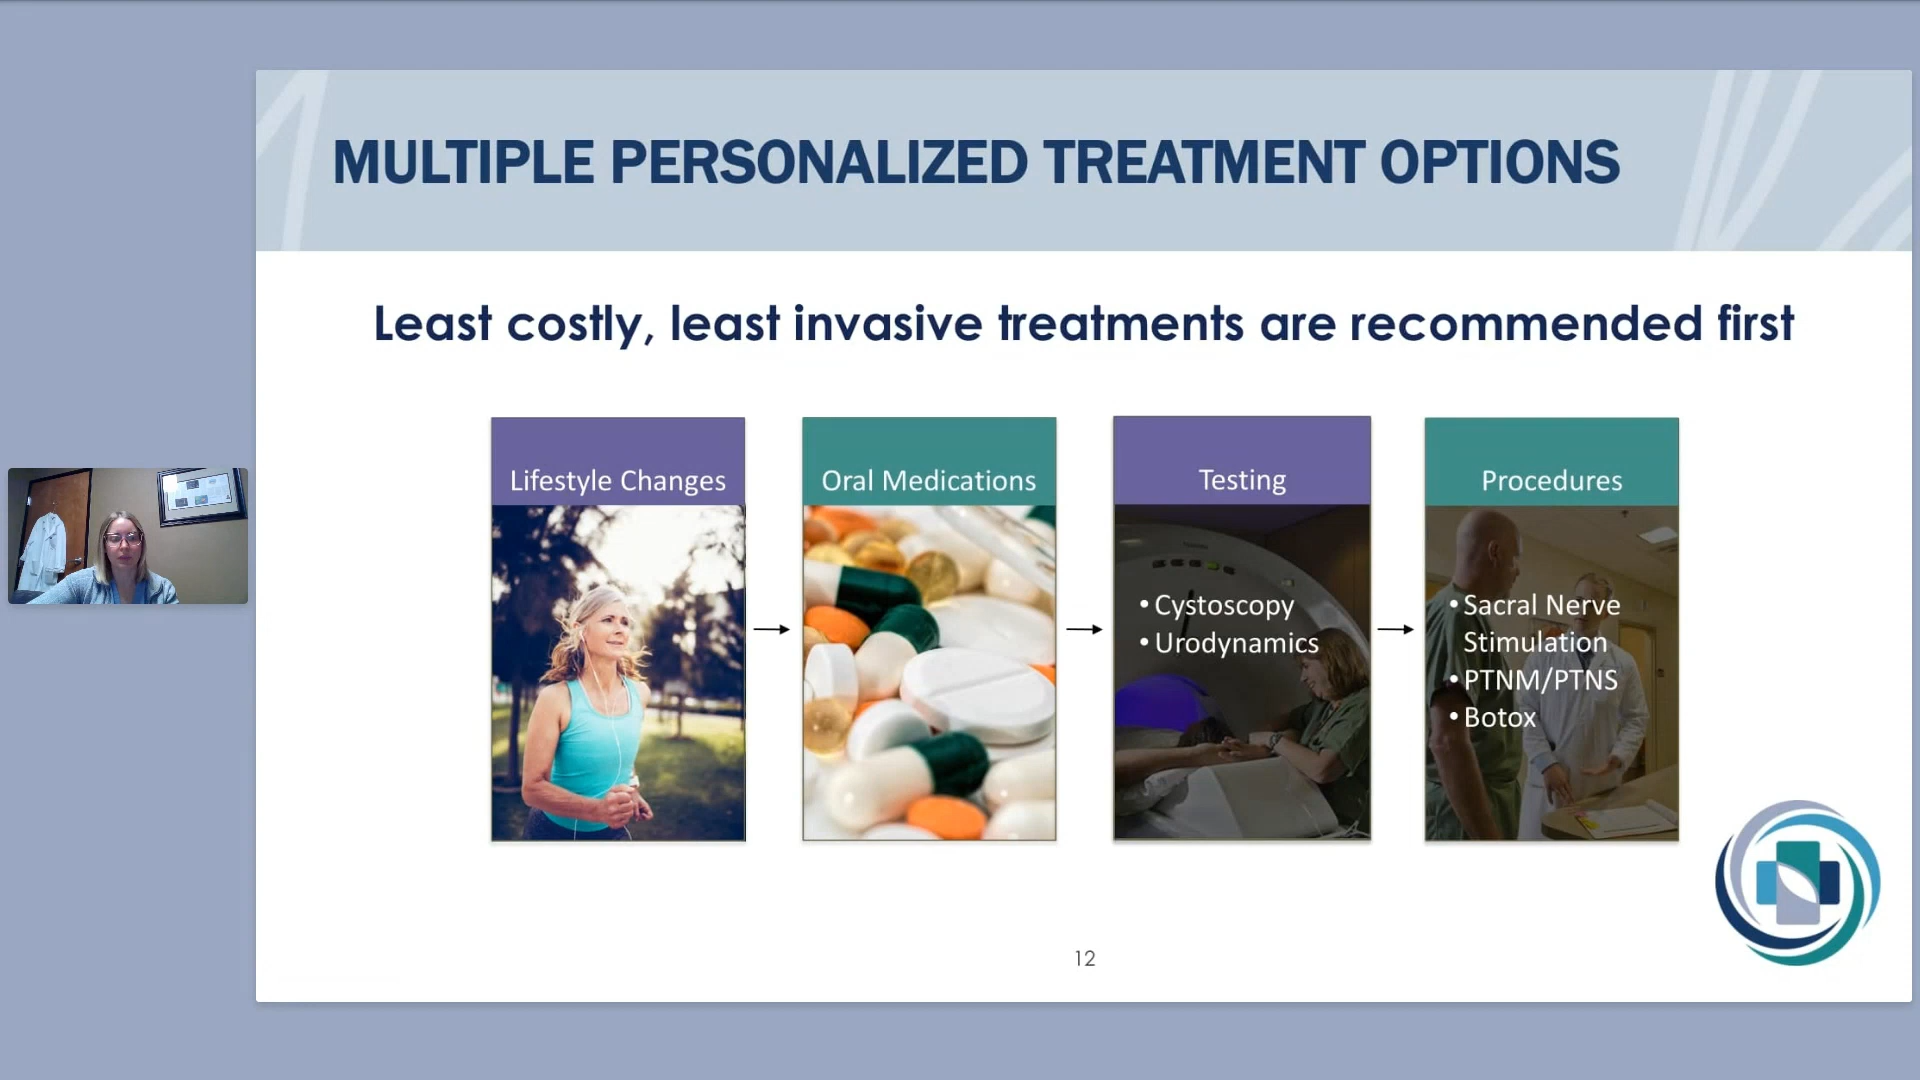 MULTIPLE PERSONALIZED TREATMENT OPTIONS
Least costly, least invasive treatments are recommended first
Lifestyle Changes
Oral Medications
Testing
• Cystoscopy
• Urodynamics
Procedures
• Sacral Nerve
Stimulation
• PTNM/PTNS
• Botox
12